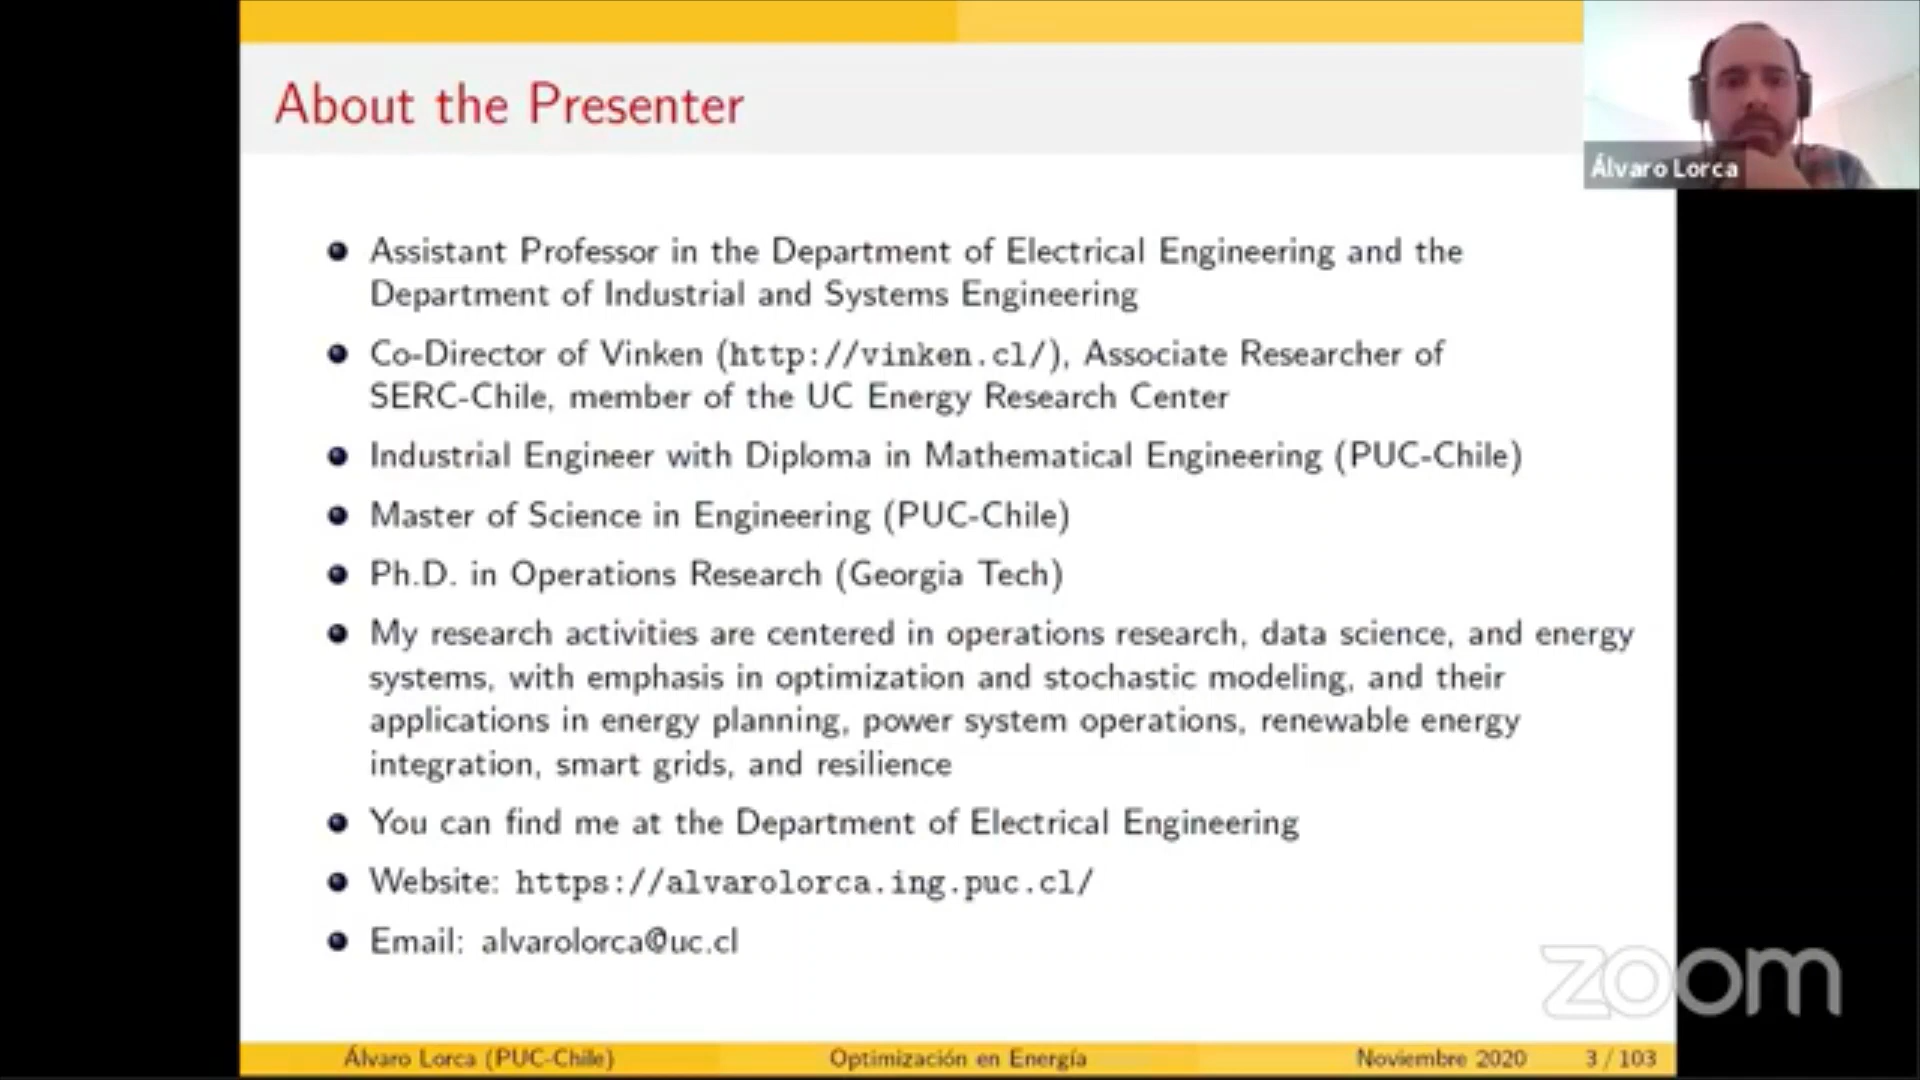 About the Presenter
Álvaro Lorca
Assistant Professor in the Department of Electrical Engineering and the
Department of Industrial and Systems Engineering
Co-Director of Vinken (http://vinken.cl/), Associate Researcher of
SERC-Chile, member of the UC Energy Research Center
Industrial Engineer with Diploma in Mathematical Engineering (PUC-Chile)
Master of Science in Engineering (PUC-Chile)
Ph.D. in Operations Research (Georgia Tech)
My research activities are centered in operations research, data science, and energy
systems, with emphasis in optimization and stochastic modeling, and their
applications in energy planning, power system operations, renewable energy
integration, smart grids, and resilience
You can find me at the Department of Electrical Engineering
Website: https://alvarolorca.ing.puc.cl/
Email: alvarolorca@uc.cl
zoom
Álvaro Lorca (PUC-Chile) Optimización en Energía Noviembre 2020 3 / 103